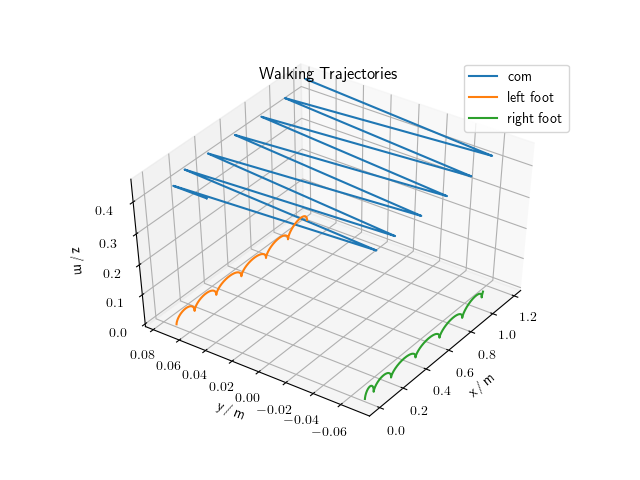 Walking Trajectories
com
left foot
right foot
0.4
0.3
0.2
0.1
0.0
z / m
0.08
0.06
0.04
0.02
0.00
−0.02
−0.04
−0.06
y / m
0.0
0.2
0.4
0.6
0.8
1.0
1.2
x / m